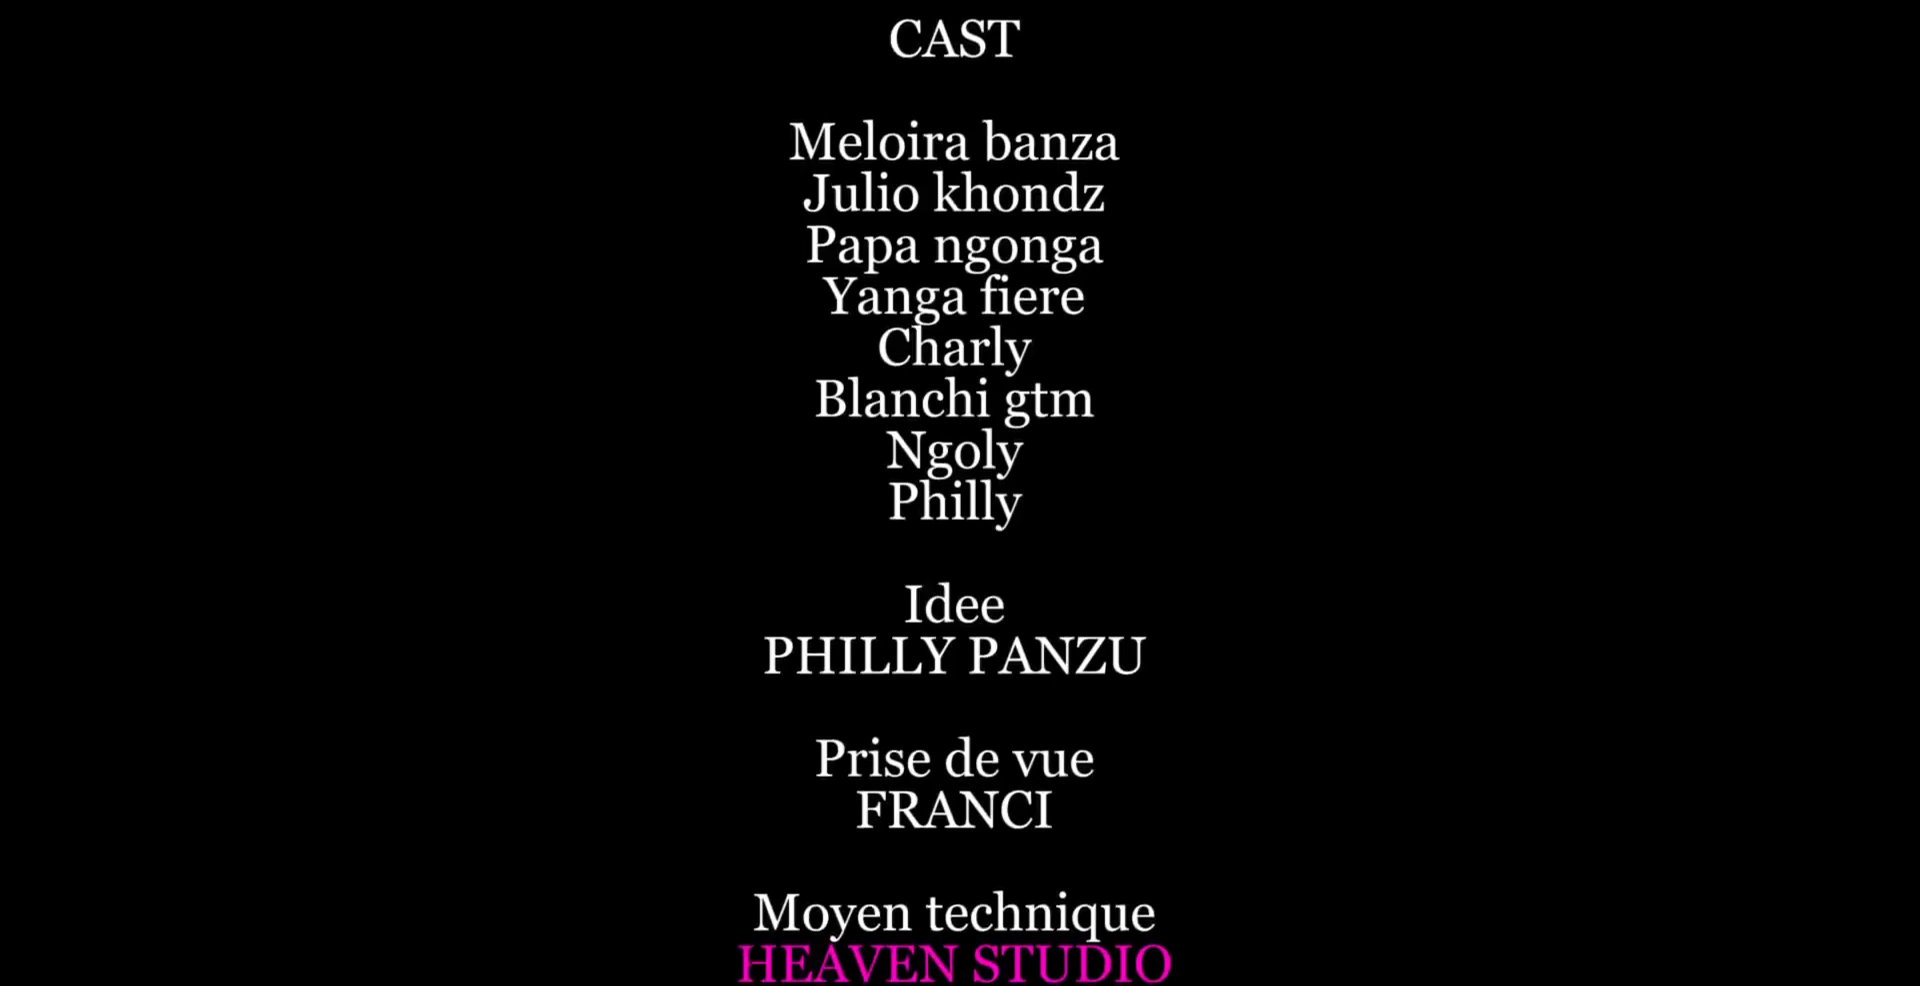 CAST
Meloira banza
Julio khondz
Papa ngonga
Yanga fiere
Charly
Blanchi gtm
Ngoly
Philly
Idee
PHILLY PANZU
Prise de vue
FRANCI
Moyen technique
HEAVEN STUDIO